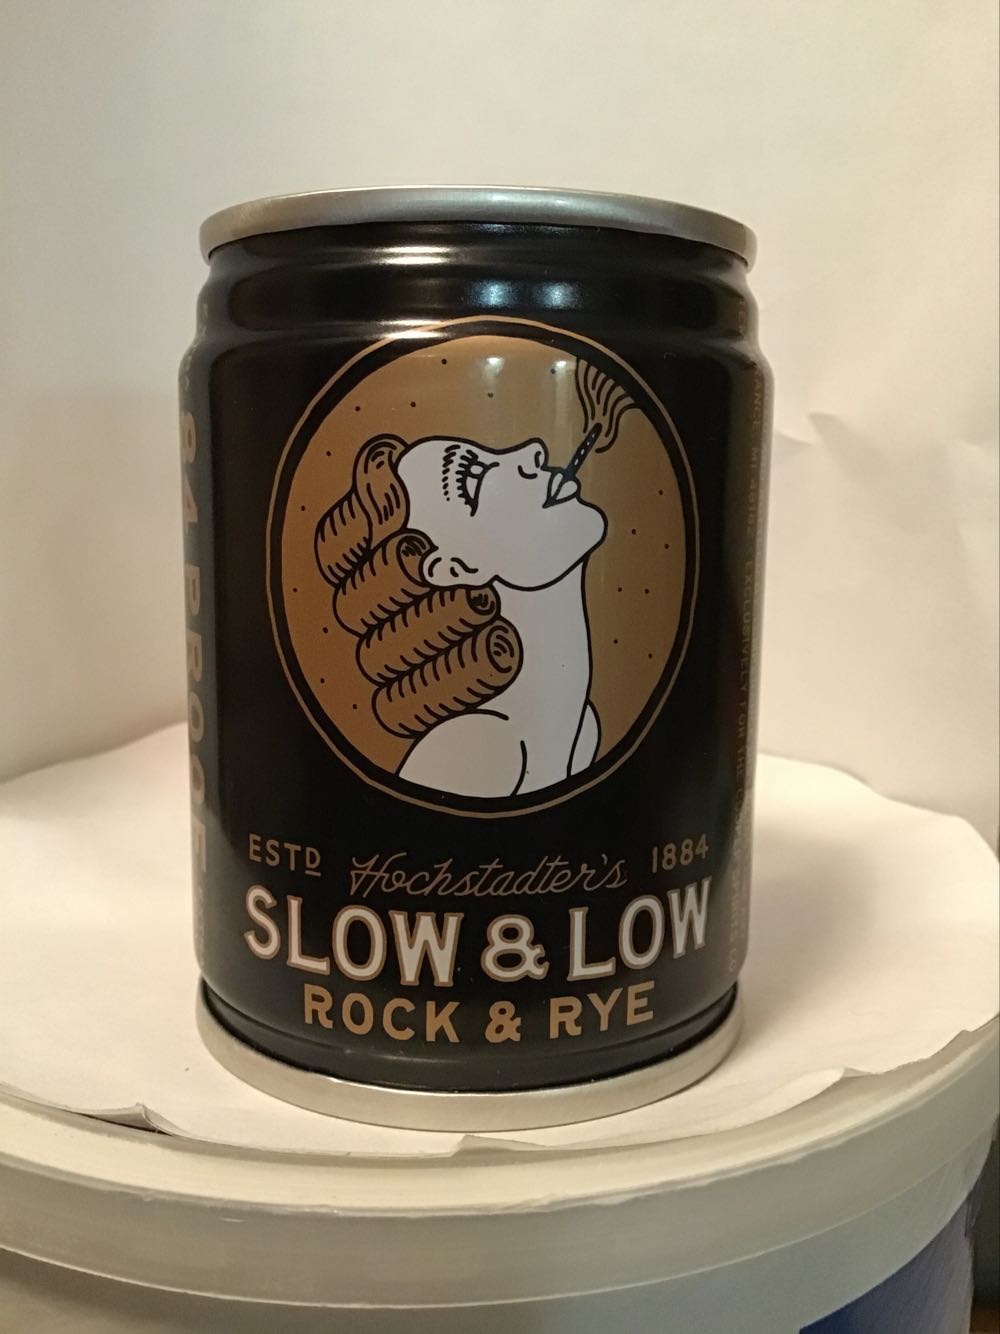 ESTD Hochstadter's 1884
SLOW & LOW
ROCK & RYE
84 PROOF
EXCLUSIVELY FOR THE